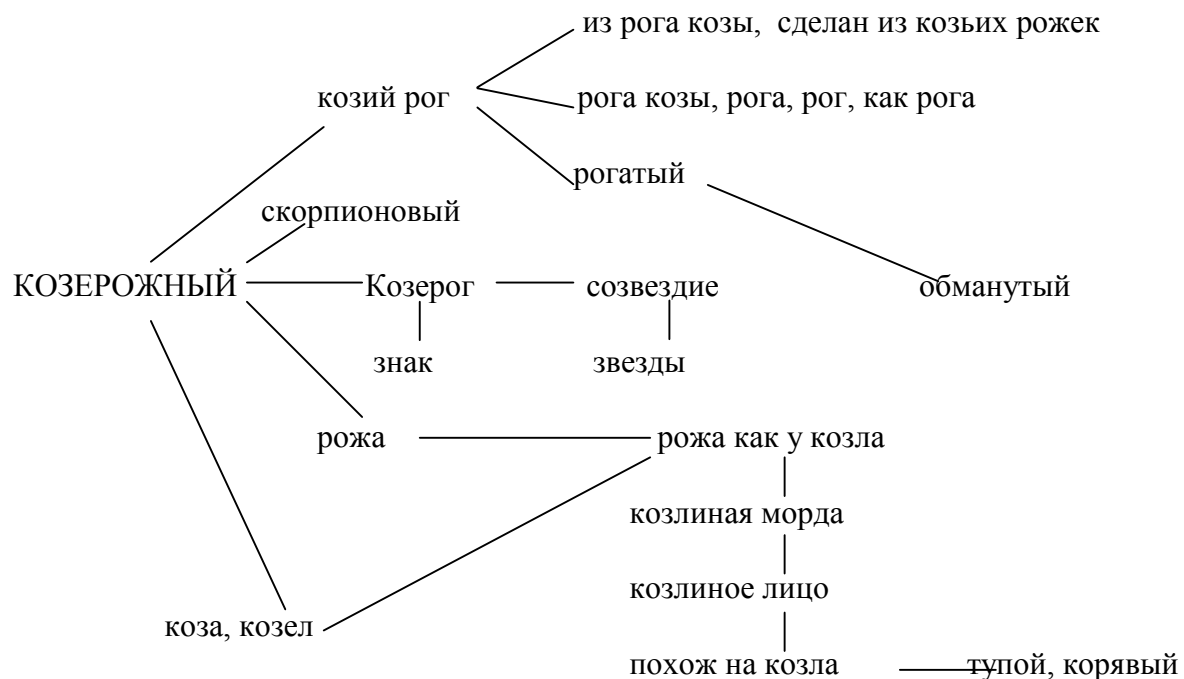 из рога козы, сделан из козьих рожек
козий рог
рога козы, рога, рог, как рога
рогатый
скорпионовый
КОЗЕРОЖНЫЙ
Козерог
созвездие
обманутый
знак
звезды
рожа
рожа как у козла
козлиная морда
козлиное лицо
коза, козел
похож на козла
тупой, корявый